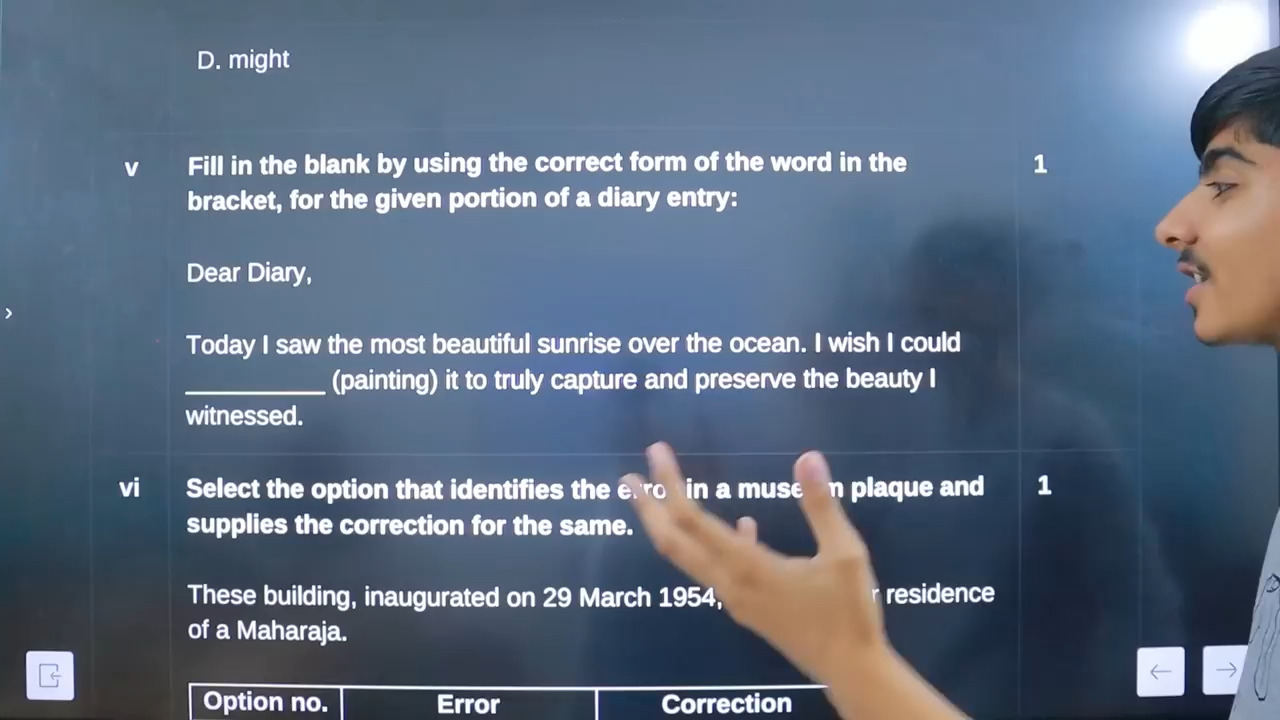 D. might
v Fill in the blank by using the correct form of the word in the 1
bracket, for the given portion of a diary entry:
Dear Diary,
Today I saw the most beautiful sunrise over the ocean. I wish I could
__________ (painting) it to truly capture and preserve the beauty I
witnessed.
vi Select the option that identifies the error in a museum plaque and 1
supplies the correction for the same.
These building, inaugurated on 29 March 1954, residence
of a Maharaja.
Option no. Error Correction